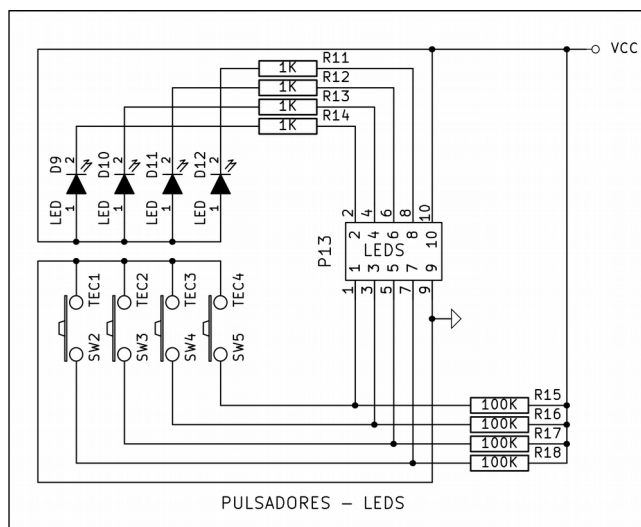 VCC
R11
1K
R12
1K
R13
1K
R14
1K
D9
2
D10
2
D11
2
D12
2
LED
1
LED
1
LED
1
LED
1
2
4
6
8
10
P13
2
4
6
8
10
LEDS
1
3
5
7
9
1
3
5
7
9
TEC1
TEC2
TEC3
TEC4
SW2
SW3
SW4
SW5
R15
100K
R16
100K
R17
100K
R18
100K
PULSADORES – LEDS